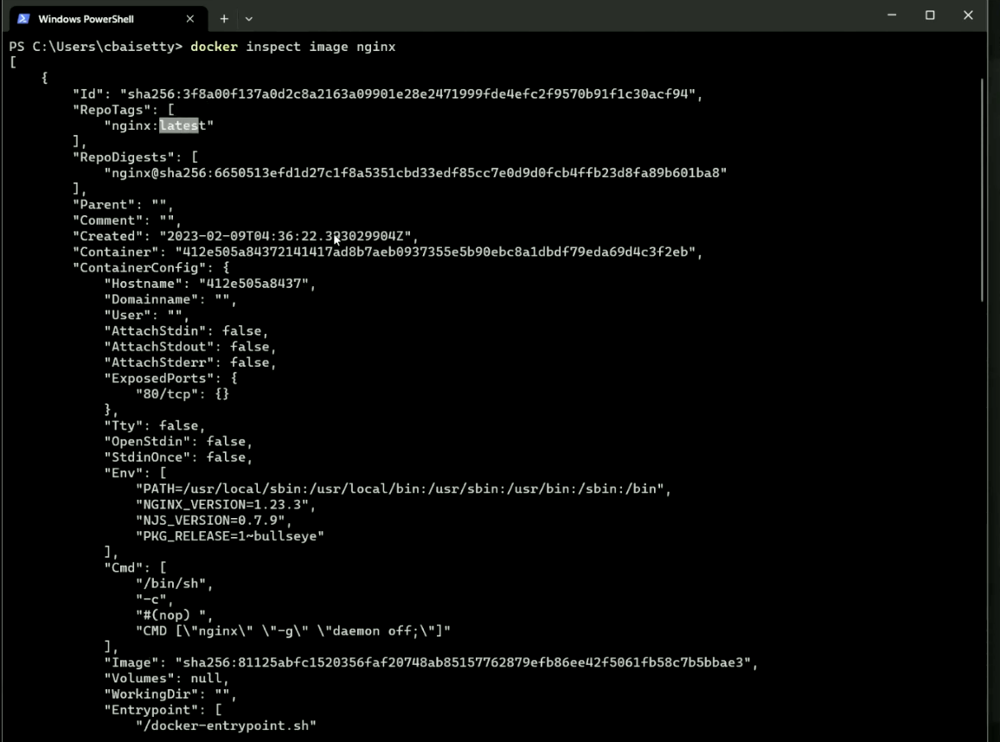 Windows PowerShell
PS C:\Users\cbaisetty> docker inspect image nginx
[
    {
        "Id": "sha256:3f8a00f137a0d2c8a2163a09901e28e2471999fde4efc2f9570b91f1c30acf94",
        "RepoTags": [
            "nginx:latest"
        ],
        "RepoDigests": [
            "nginx@sha256:6650513efd1d27c1f8a5351cbd33edf85cc7e0d9d0fcb4ffb23d8fa89b601ba8"
        ],
        "Parent": "",
        "Comment": "",
        "Created": "2023-02-09T04:36:22.393029904Z",
        "Container": "412e505a84372141417ad8b7aeb0937355e5b90ebc8a1dbdf79eda69d4c3f2eb",
        "ContainerConfig": {
            "Hostname": "412e505a8437",
            "Domainname": "",
            "User": "",
            "AttachStdin": false,
            "AttachStdout": false,
            "AttachStderr": false,
            "ExposedPorts": {
                "80/tcp": {}
            },
            "Tty": false,
            "OpenStdin": false,
            "StdinOnce": false,
            "Env": [
                "PATH=/usr/local/sbin:/usr/local/bin:/usr/sbin:/usr/bin:/sbin:/bin",
                "NGINX_VERSION=1.23.3",
                "NJS_VERSION=0.7.9",
                "PKG_RELEASE=1~bullseye"
            ],
            "Cmd": [
                "/bin/sh",
                "-c",
                "#(nop) ",
                "CMD [\"nginx\" \"-g\" \"daemon off;\"]"
            ],
            "Image": "sha256:81125abfc1520356faf20748ab85157762879efb86ee42f5061fb58c7b5bbae3",
            "Volumes": null,
            "WorkingDir": "",
            "Entrypoint": [
                "/docker-entrypoint.sh"